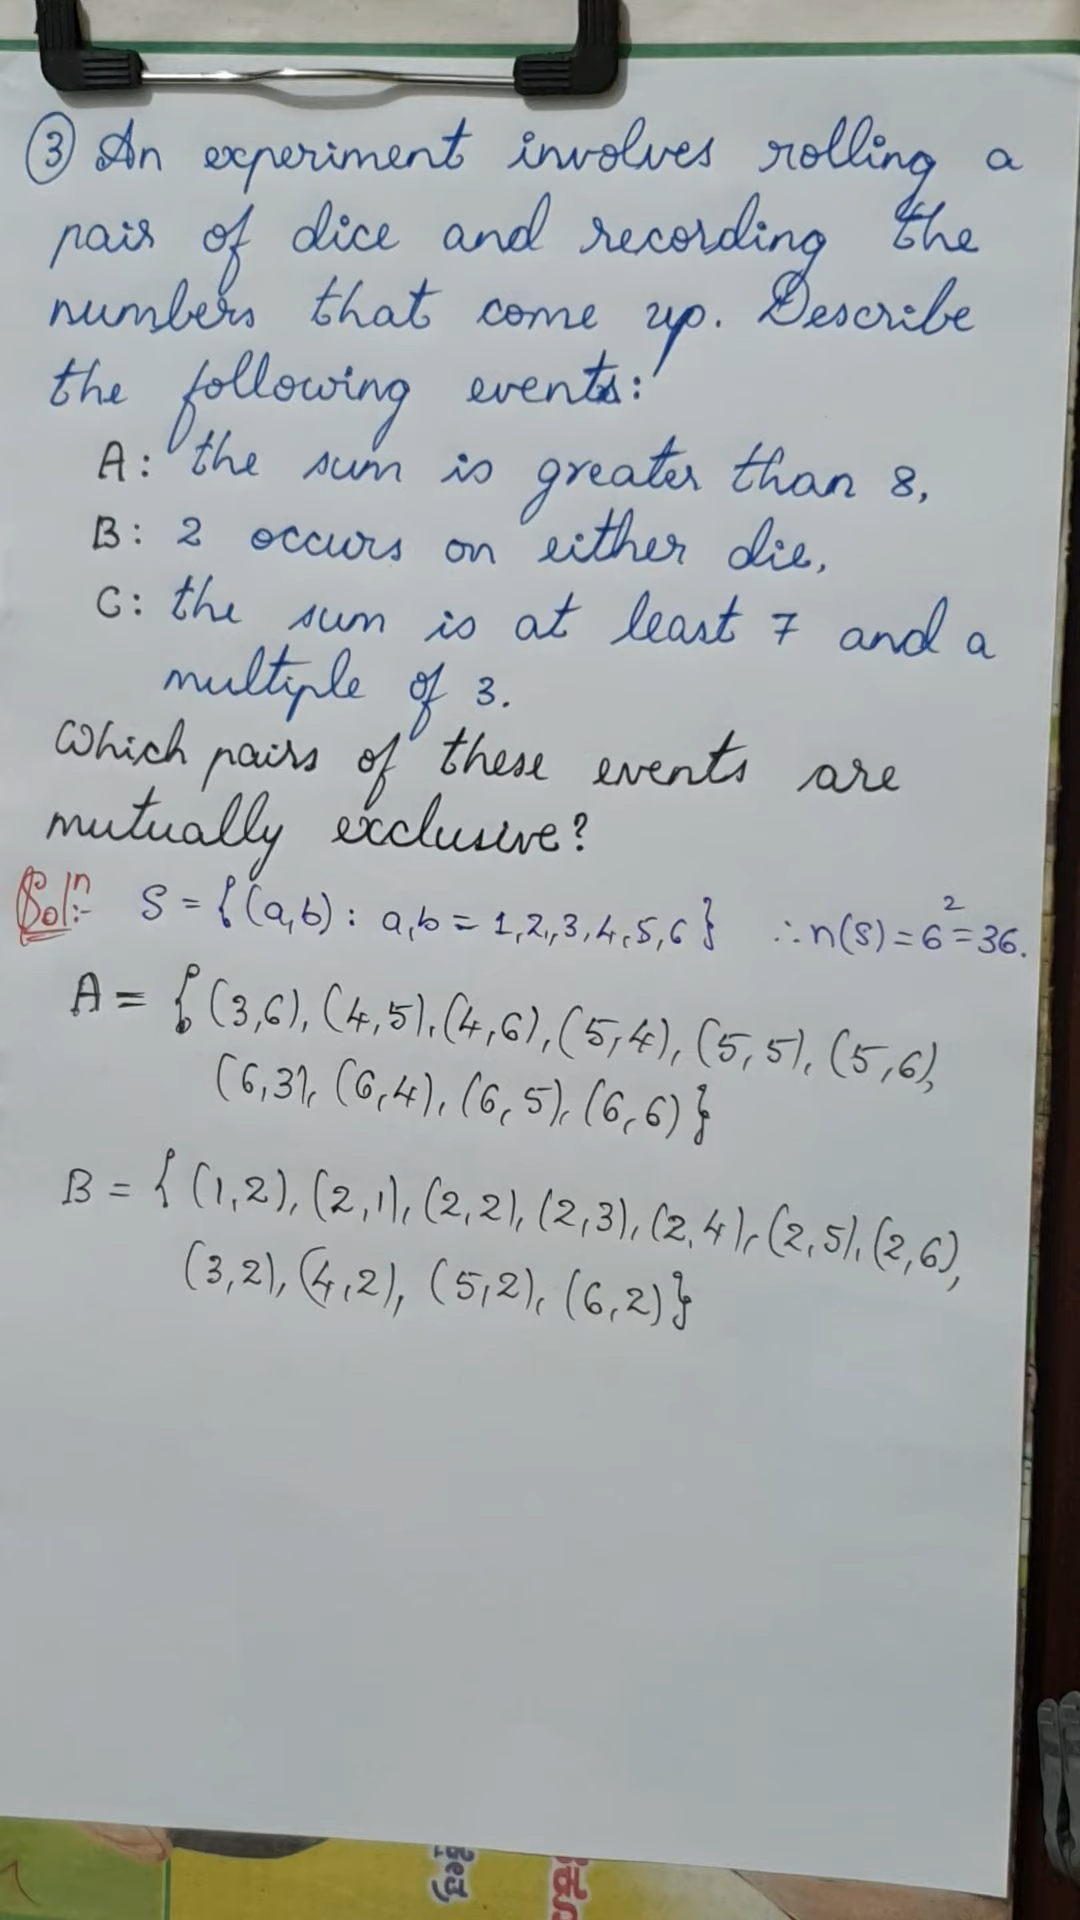 ③ An experiment involves rolling a
pair of dice and recording the
numbers that come up. Describe
the following events:
A: the sum is greater than 8,
B: 2 occurs on either die,
C: the sum is at least 7 and a
multiple of 3.
Which pairs of these events are
mutually exclusive?
Solⁿ:- S = {(a,b) : a,b = 1,2,3,4,5,6} ∴n(S) = 6² = 36.
A = {(3,6), (4,5), (4,6), (5,4), (5,5), (5,6),
(6,3), (6,4), (6,5), (6,6)}
B = {(1,2), (2,1), (2,2), (2,3), (2,4), (2,5), (2,6),
(3,2), (4,2), (5,2), (6,2)}